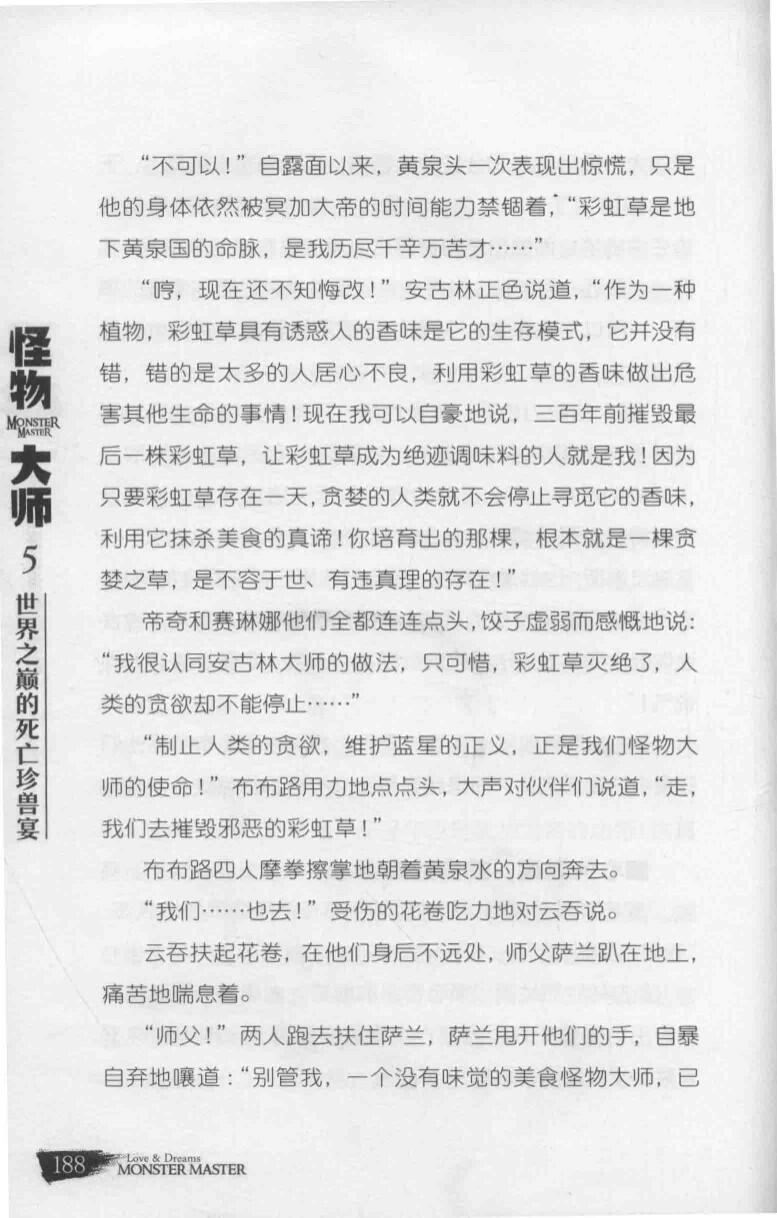 “不可以！”自露面以来，黄泉头一次表现出惊慌，只是
他的身体依然被冥加大帝的时间能力禁锢着，“彩虹草是地
下黄泉国的命脉，是我历尽千辛万苦才……”
“哼，现在还不知悔改！”安古林正色说道，“作为一种
植物，彩虹草具有诱惑人的香味是它的生存模式，它并没有
错，错的是太多的人居心不良，利用彩虹草的香味做出危
害其他生命的事情！现在我可以自豪地说，三百年前摧毁最
后一株彩虹草，让彩虹草成为绝迹调味料的人就是我！因为
只要彩虹草存在一天，贪婪的人类就不会停止寻觅它的香味，
利用它抹杀美食的真谛！你培育出的那棵，根本就是一棵贪
婪之草，是不容于世、有违真理的存在！”
帝奇和赛琳娜他们全都连连点头，饺子虚弱而感慨地说：
“我很认同安古林大师的做法，只可惜，彩虹草灭绝了，人
类的贪欲却不能停止……”
“制止人类的贪欲，维护蓝星的正义，正是我们怪物大
师的使命！”布布路用力地点点头，大声对伙伴们说道，“走，
我们去摧毁邪恶的彩虹草！”
布布路四人摩拳擦掌地朝着黄泉水的方向奔去。
“我们……也去！”受伤的花卷吃力地对云吞说。
云吞扶起花卷，在他们身后不远处，师父萨兰趴在地上，
痛苦地喘息着。
“师父！”两人跑去扶住萨兰，萨兰甩开他们的手，自暴
自弃地嚷道：“别管我，一个没有味觉的美食怪物大师，已
怪物
MONSTER
MASTER
大师
5
世界之巅的死亡珍兽宴
188
Love & Dreams
MONSTER MASTER